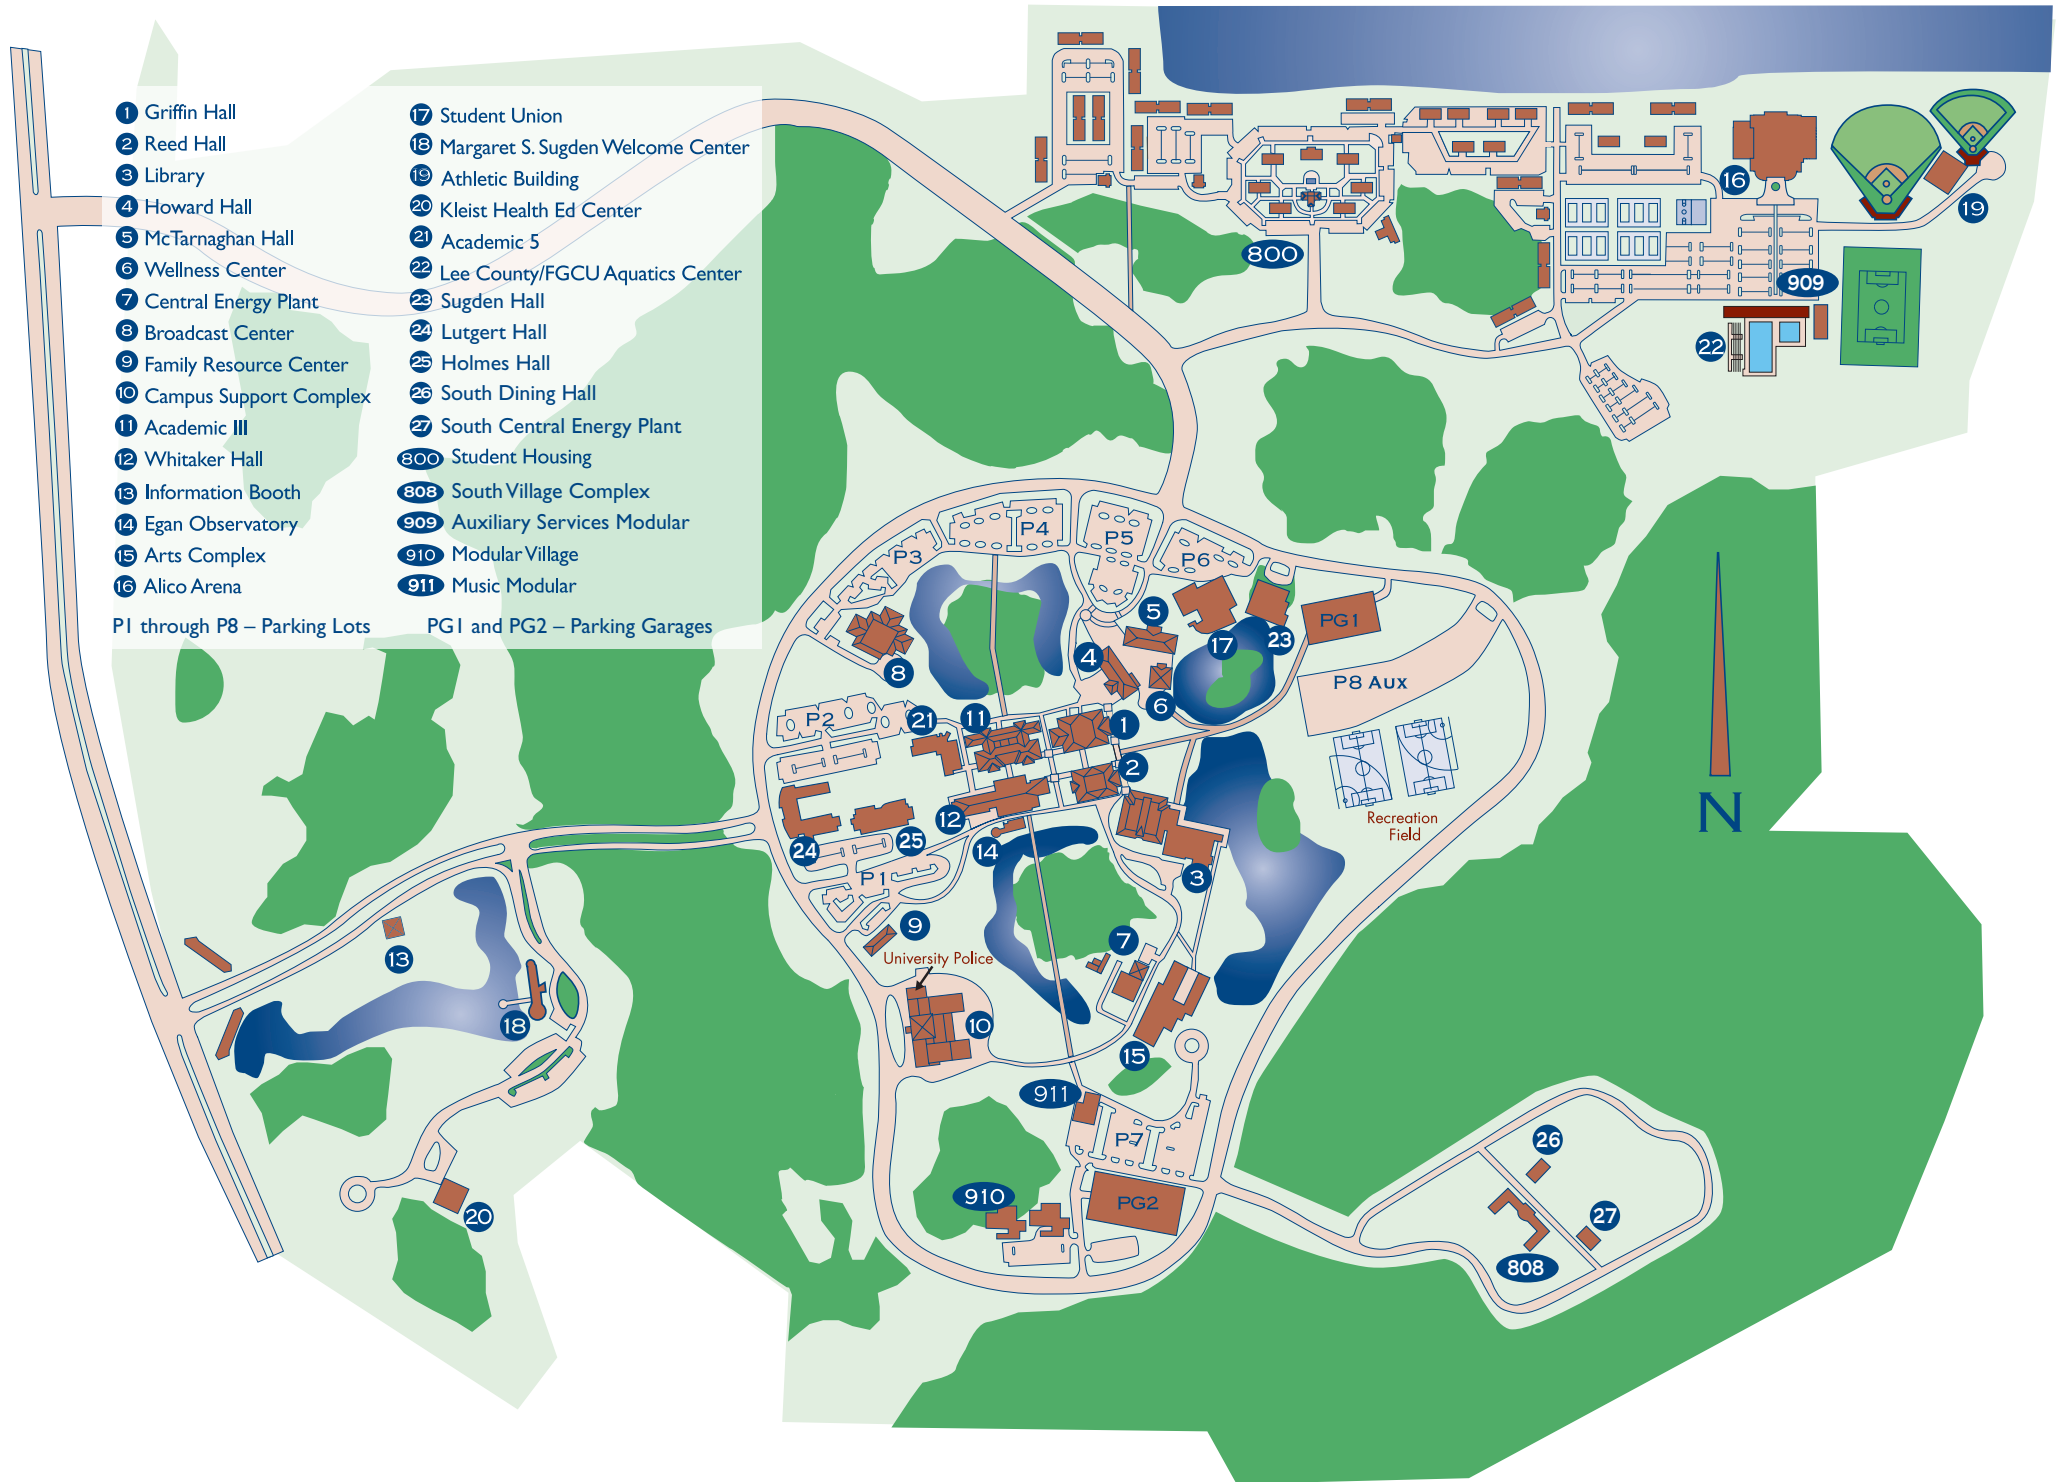 1 Griffin Hall
2 Reed Hall
3 Library
4 Howard Hall
5 McTarnaghan Hall
6 Wellness Center
7 Central Energy Plant
8 Broadcast Center
9 Family Resource Center
10 Campus Support Complex
11 Academic III
12 Whitaker Hall
13 Information Booth
14 Egan Observatory
15 Arts Complex
16 Alico Arena
17 Student Union
18 Margaret S. Sugden Welcome Center
19 Athletic Building
20 Kleist Health Ed Center
21 Academic 5
22 Lee County/FGCU Aquatics Center
23 Sugden Hall
24 Lutgert Hall
25 Holmes Hall
26 South Dining Hall
27 South Central Energy Plant
800 Student Housing
808 South Village Complex
909 Auxiliary Services Modular
910 Modular Village
911 Music Modular
P1 through P8 – Parking Lots
PG1 and PG2 – Parking Garages
16
19
800
909
22
P4
P5
P3
P6
5
PG1
17
23
4
8
P8 Aux
6
P2
21
11
1
2
Recreation
Field
N
12
25
24
14
P1
3
9
7
University Police
13
18
10
15
911
P7
26
910
PG2
20
27
808